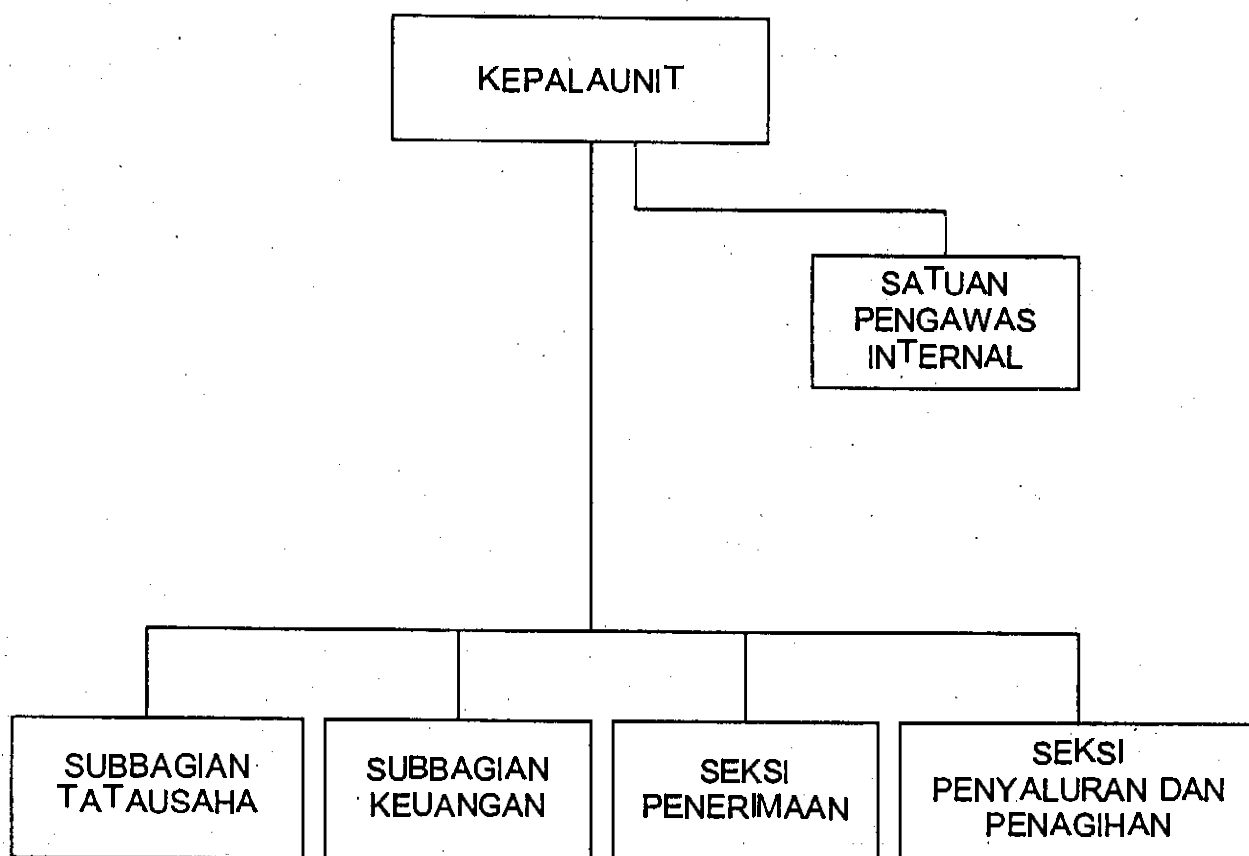 KEPALAUNIT
SATUAN
PENGAWAS
INTERNAL
SUBBAGIAN
TATAUSAHA
SUBBAGIAN
KEUANGAN
SEKSI
PENERIMAAN
SEKSI
PENYALURAN DAN
PENAGIHAN